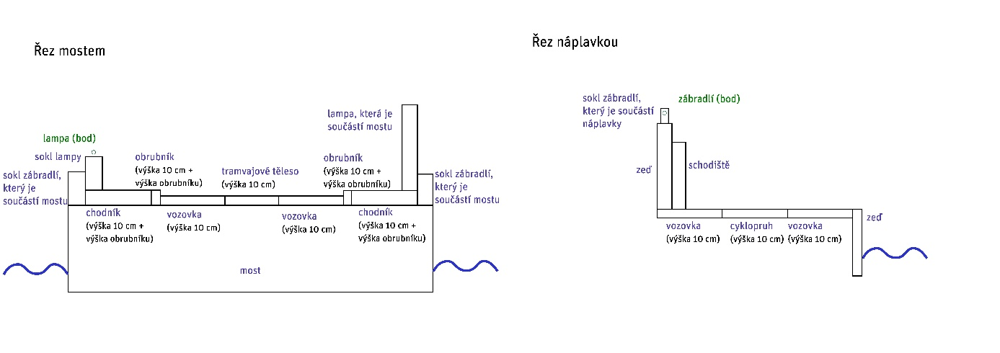 Řez mostem
Řez náplavkou
lampa (bod)
sokl lampy
sokl zábradlí,
který je
součástí mostu
obrubník
(výška 10 cm +
výška obrubníku)
tramvajové těleso
(výška 10 cm)
lampa, která je
součástí mostu
obrubník
(výška 10 cm +
výška obrubníku)
sokl zábradlí,
který je
součástí mostu
chodník
(výška 10 cm +
výška obrubníku)
vozovka
(výška 10 cm)
vozovka
(výška 10 cm)
chodník
(výška 10 cm +
výška obrubníku)
most
sokl zábradlí,
který je součástí
náplavky
zábradlí (bod)
zeď
schodiště
vozovka
(výška 10 cm)
cyklopruh
(výška 10 cm)
vozovka
(výška 10 cm)
zeď